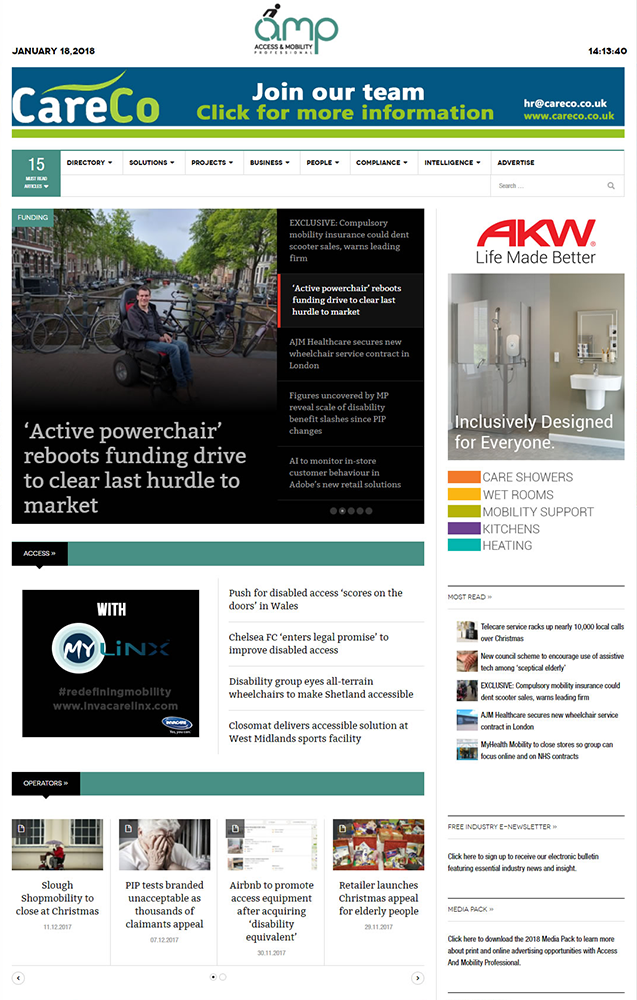 amp
ACCESS & MOBILITY
PROFESSIONAL
JANUARY 18,2018
14:13:40
CareCo
Join our team
Click for more information
hr@careco.co.uk
www.careco.co.uk
15
MOST READ
ARTICLES
DIRECTORY
SOLUTIONS
PROJECTS
BUSINESS
PEOPLE
COMPLIANCE
INTELLIGENCE
ADVERTISE
Search ...
FUNDING
'Active powerchair'
reboots funding drive
to clear last hurdle to
market
EXCLUSIVE: Compulsory
mobility insurance could dent
scooter sales, warns leading
firm
'Active powerchair' reboots
funding drive to clear last
hurdle to market
AJM Healthcare secures new
wheelchair service contract in
London
Figures uncovered by MP
reveal scale of disability
benefit slashes since PIP
changes
AI to monitor in-store
customer behaviour in
Adobe's new retail solutions
AKW
Life Made Better
Inclusively Designed
for Everyone.
CARE SHOWERS
WET ROOMS
MOBILITY SUPPORT
KITCHENS
HEATING
ACCESS »
WITH
MYLiNX
#redefiningmobility
www.invacarelinx.com
INVACARE
Yes, you can.
Push for disabled access 'scores on the
doors' in Wales
Chelsea FC 'enters legal promise' to
improve disabled access
Disability group eyes all-terrain
wheelchairs to make Shetland accessible
Closomat delivers accessible solution at
West Midlands sports facility
MOST READ »
Telecare service racks up nearly 10,000 local calls
over Christmas
New council scheme to encourage use of assistive
tech among 'sceptical elderly'
EXCLUSIVE: Compulsory mobility insurance could
dent scooter sales, warns leading firm
AJM Healthcare secures new wheelchair service
contract in London
MyHealth Mobility to close stores so group can
focus online and on NHS contracts
OPERATORS »
Slough
Shopmobility to
close at Christmas
11.12.2017
PIP tests branded
unacceptable as
thousands of
claimants appeal
07.12.2017
Airbnb to promote
access equipment
after acquiring
'disability
equivalent'
30.11.2017
Retailer launches
Christmas appeal
for elderly people
29.11.2017
FREE INDUSTRY E-NEWSLETTER »
Click here to sign up to receive our electronic bulletin
featuring essential industry news and insight.
MEDIA PACK »
Click here to download the 2018 Media Pack to learn more
about print and online advertising opportunities with Access
And Mobility Professional.